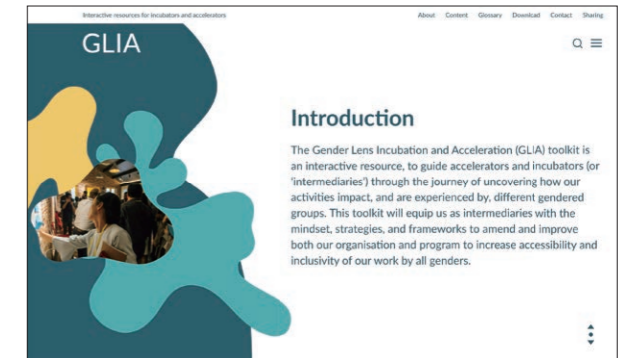 Interactive resources for incubators and accelerators
About Content Glossary Download Contact Sharing
GLIA
Introduction
The Gender Lens Incubation and Acceleration (GLIA) toolkit is
an interactive resource, to guide accelerators and incubators (or
'intermediaries') through the journey of uncovering how our
activities impact, and are experienced by, different gendered
groups. This toolkit will equip us as intermediaries with the
mindset, strategies, and frameworks to amend and improve
both our organisation and program to increase accessibility and
inclusivity of our work by all genders.